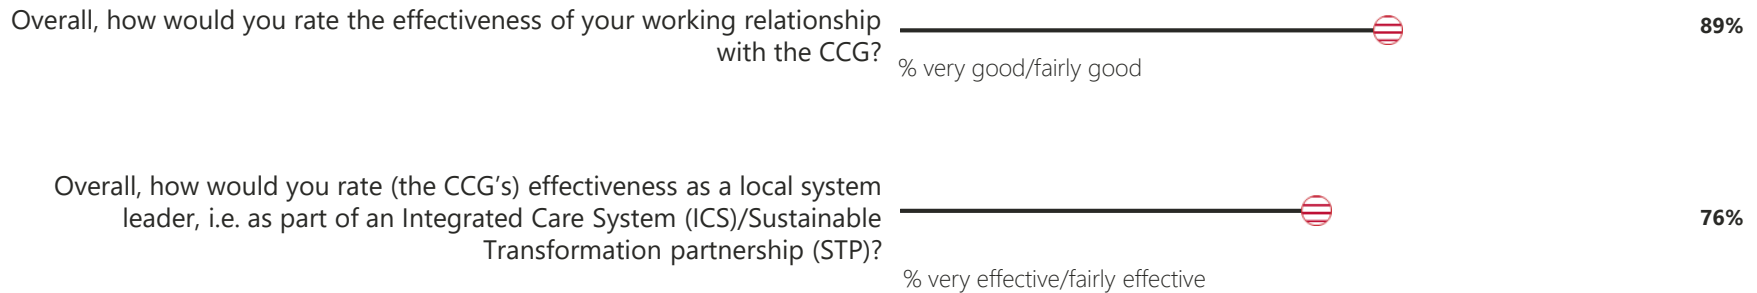 Overall, how would you rate the effectiveness of your working relationship
with the CCG?
% very good/fairly good
89%
Overall, how would you rate (the CCG’s) effectiveness as a local system
leader, i.e. as part of an Integrated Care System (ICS)/Sustainable
Transformation partnership (STP)?
% very effective/fairly effective
76%